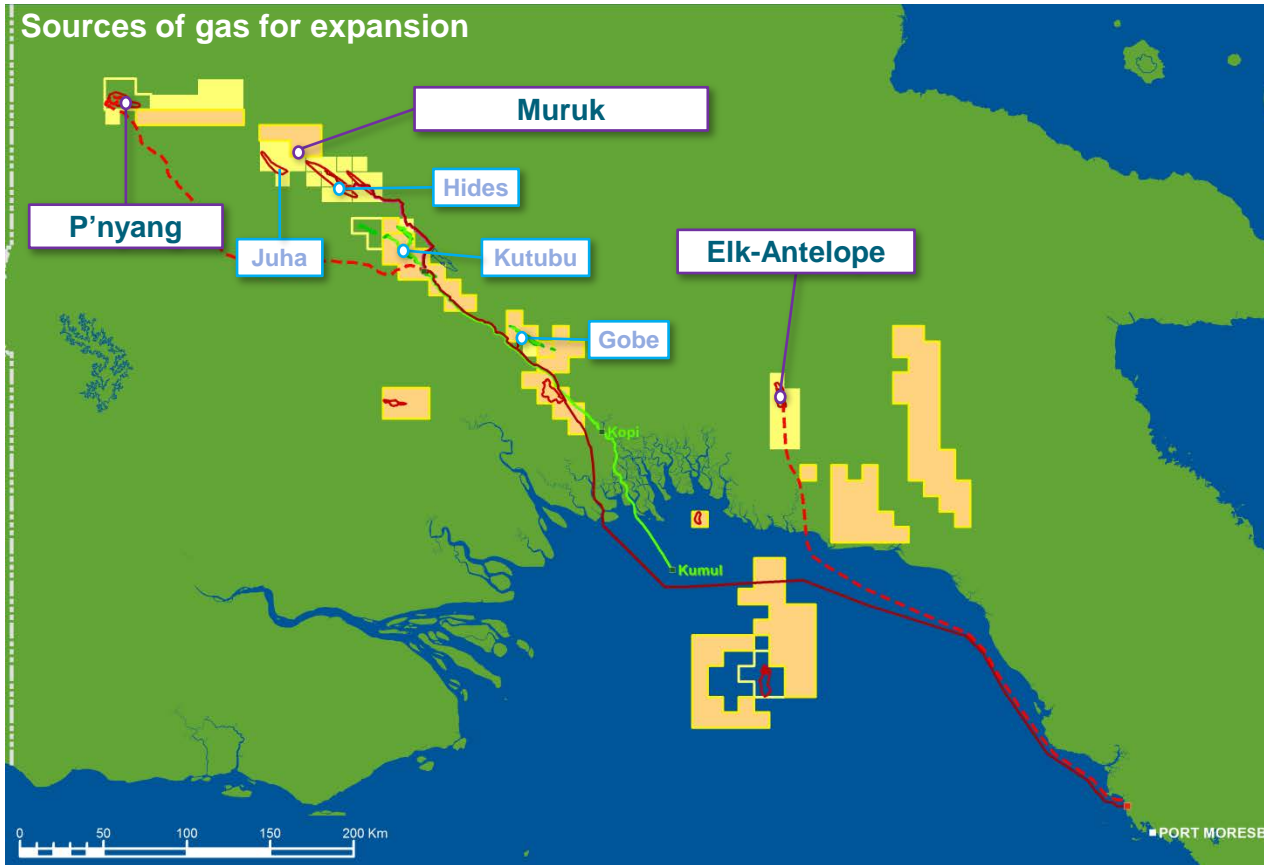 Sources of gas for expansion
Muruk
Hides
P'nyang
Juha
Kutubu
Elk-Antelope
Gobe
Kopi
Kumul
0 50 100 150 200 Km
PORT MORESB